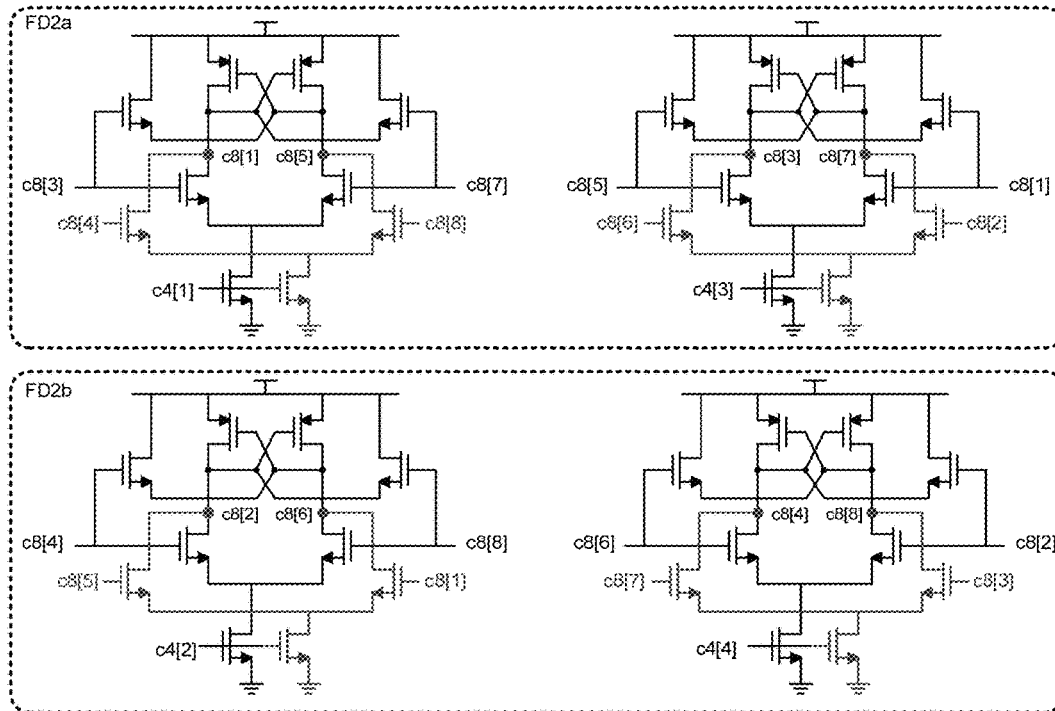 FD2a
c8[1] c8[5]
c8[3] c8[7]
c8[4] c8[8]
c4[1]
c8[3] c8[7]
c8[5] c8[1]
c8[6] c8[2]
c4[3]
FD2b
c8[2] c8[6]
c8[4] c8[8]
c8[5] c8[1]
c4[2]
c8[4] c8[8]
c8[6] c8[2]
c8[7] c8[3]
c4[4]